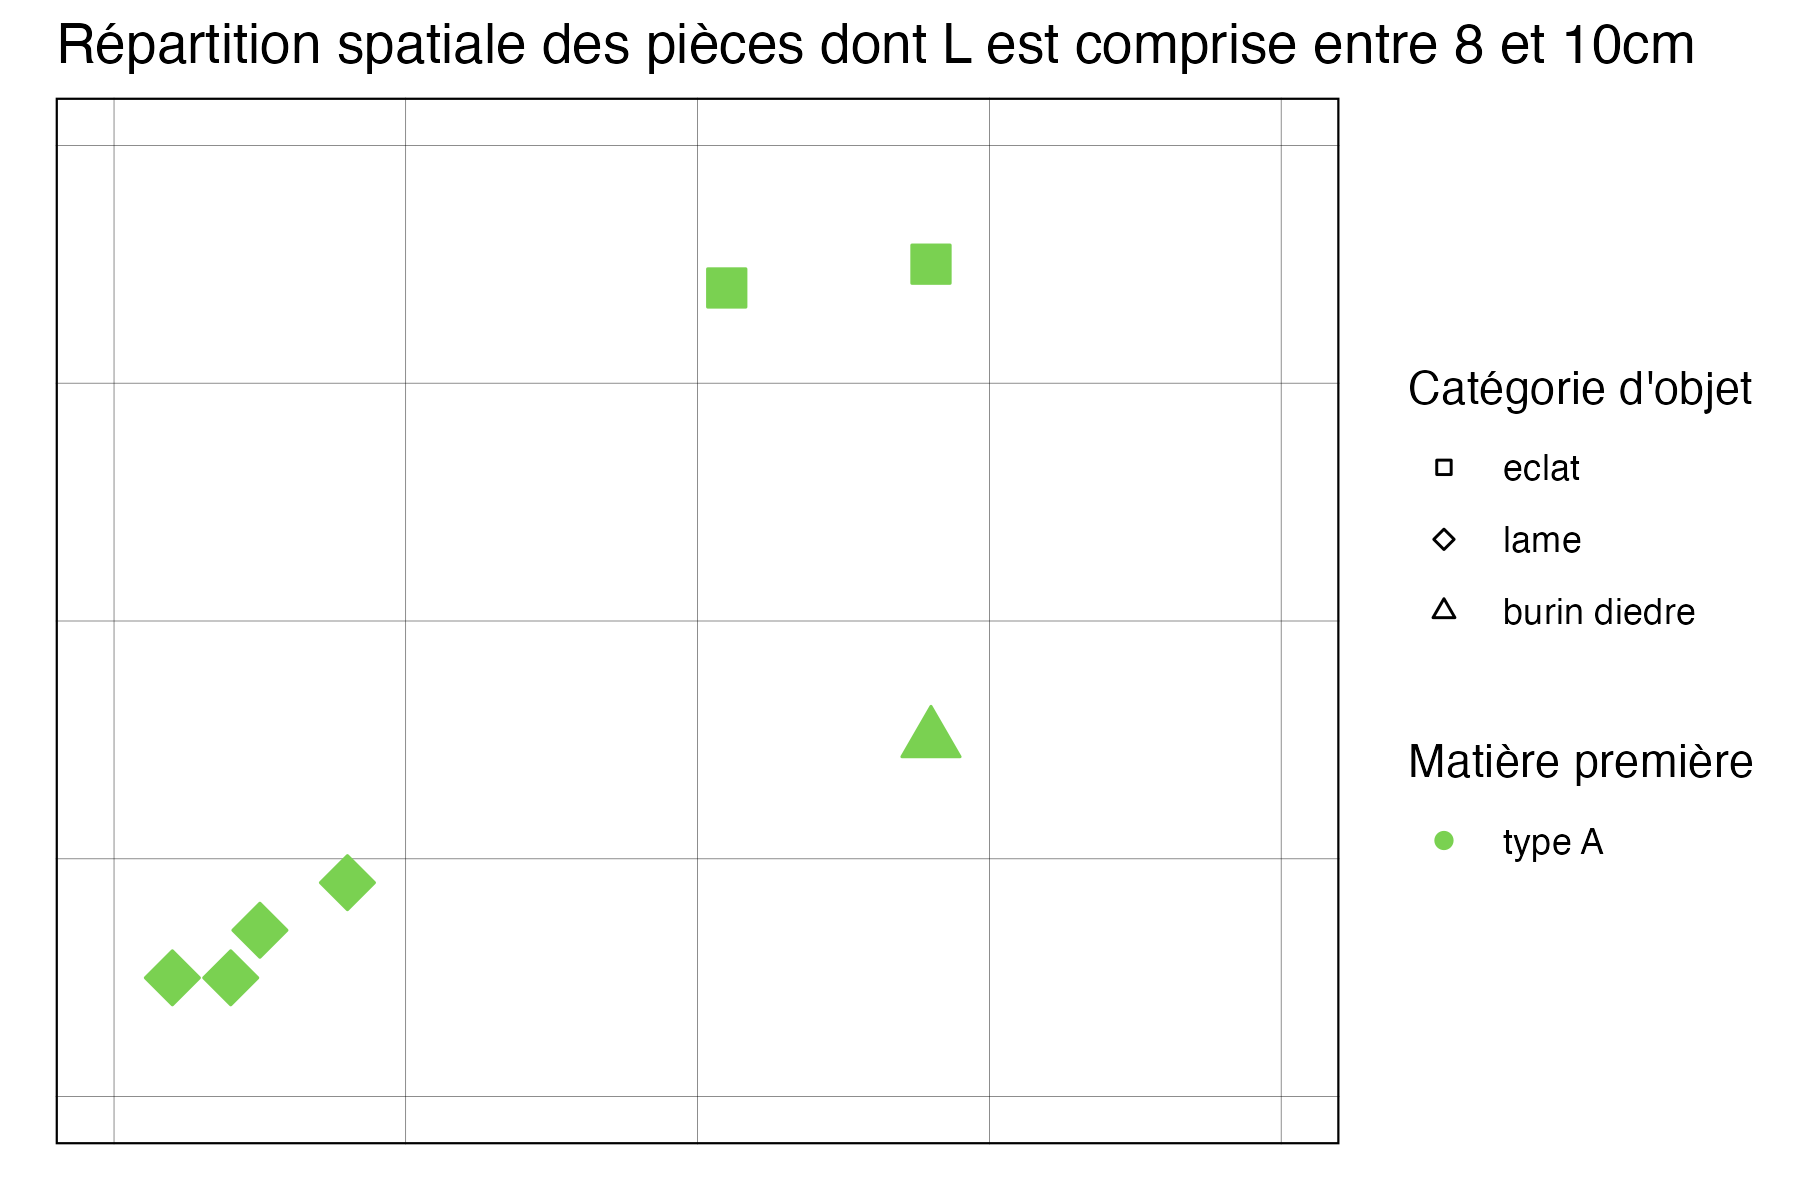 Répartition spatiale des pièces dont L est comprise entre 8 et 10cm
Catégorie d'objet
eclat
lame
burin diedre
Matière première
type A